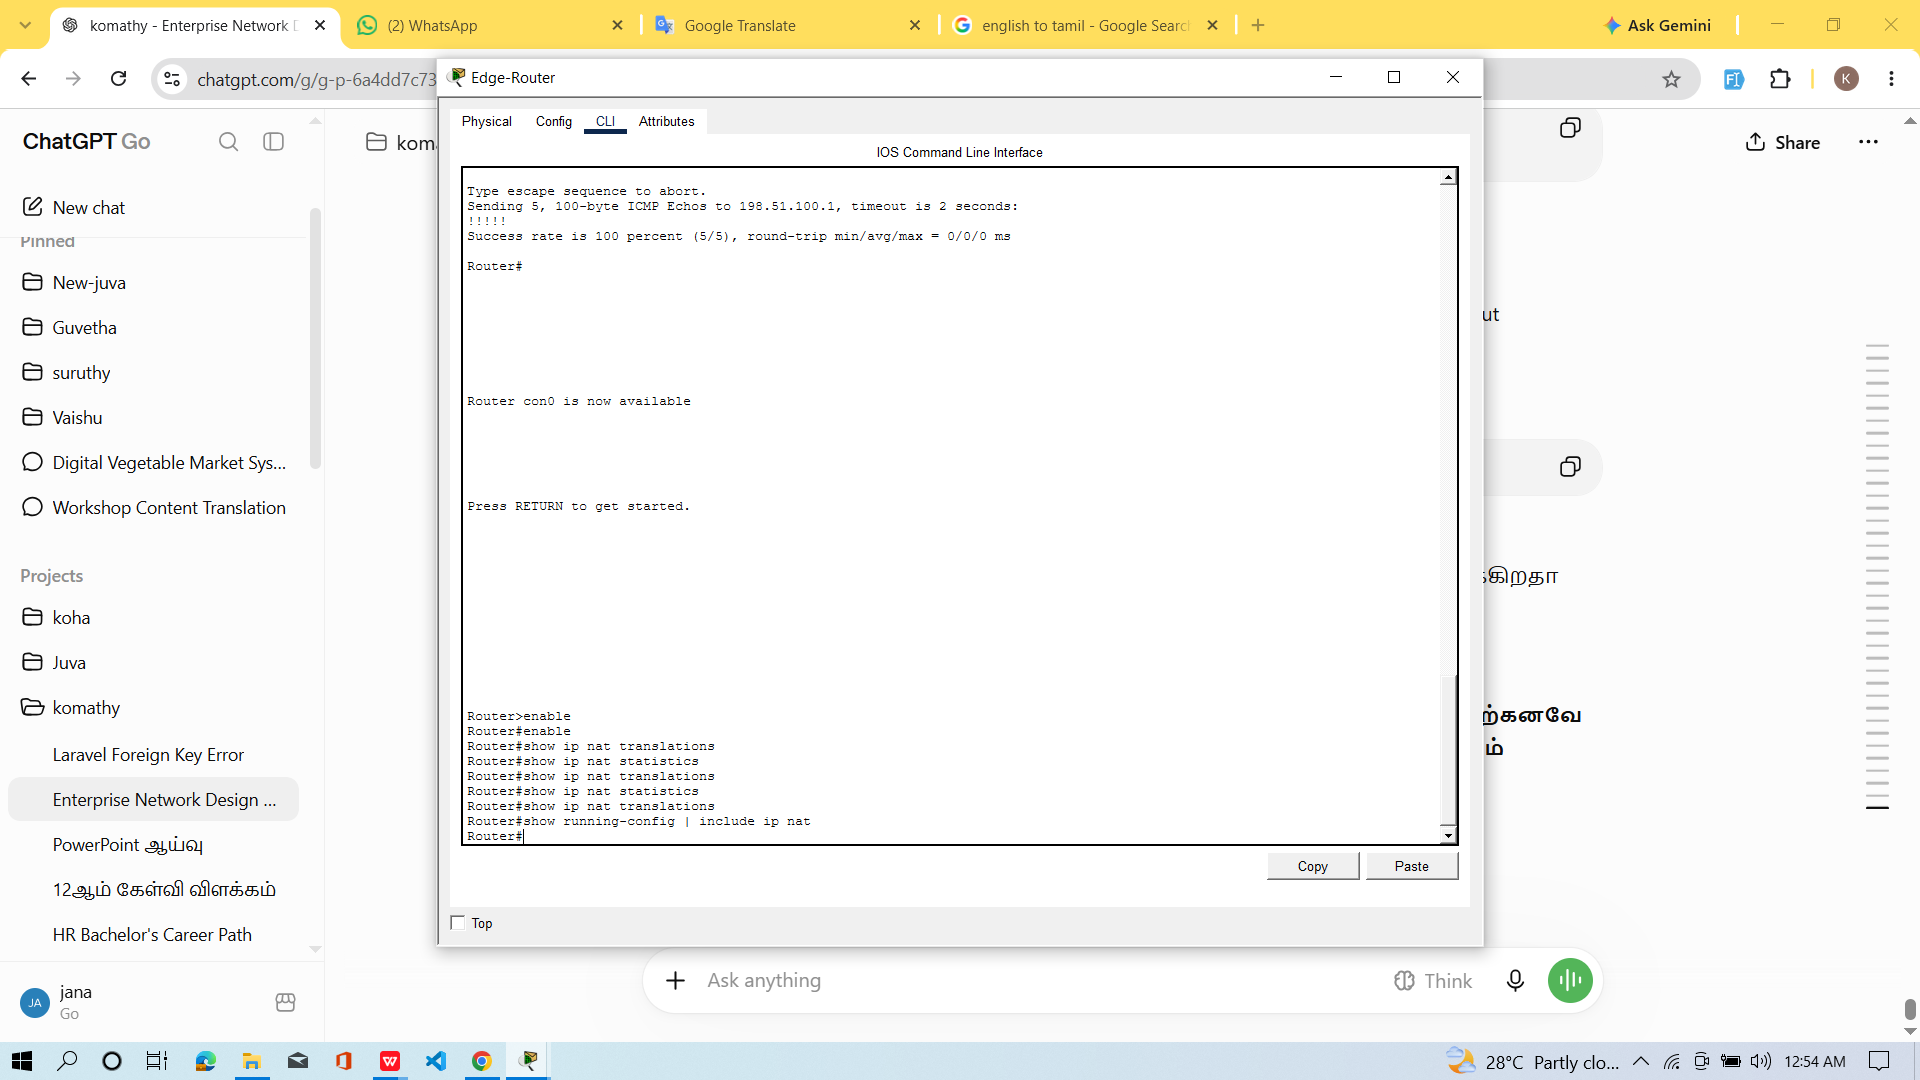 komathy - Enterprise Network D
(2) WhatsApp
Google Translate
english to tamil - Google Searc
Ask Gemini
chatgpt.com/g/g-p-6a4dd7c73
K
ChatGPT Go
New chat
Pinned
New-juva
Guvetha
suruthy
Vaishu
Digital Vegetable Market Sys...
Workshop Content Translation
Projects
koha
Juva
komathy
Laravel Foreign Key Error
Enterprise Network Design ...
PowerPoint ஆய்வு
12ஆம் கேள்வி விளக்கம்
HR Bachelor's Career Path
JA
jana
Go
koma
Share
Edge-Router
Physical
Config
CLI
Attributes
IOS Command Line Interface
Type escape sequence to abort.
Sending 5, 100-byte ICMP Echos to 198.51.100.1, timeout is 2 seconds:
!!!!!
Success rate is 100 percent (5/5), round-trip min/avg/max = 0/0/0 ms
Router#
Router con0 is now available
Press RETURN to get started.
Router>enable
Router#enable
Router#show ip nat translations
Router#show ip nat statistics
Router#show ip nat translations
Router#show ip nat statistics
Router#show ip nat translations
Router#show running-config | include ip nat
Router#
Copy
Paste
Top
ut
கிறதா
ற்கனவே
ம்
Ask anything
Think
28°C Partly clo...
12:54 AM